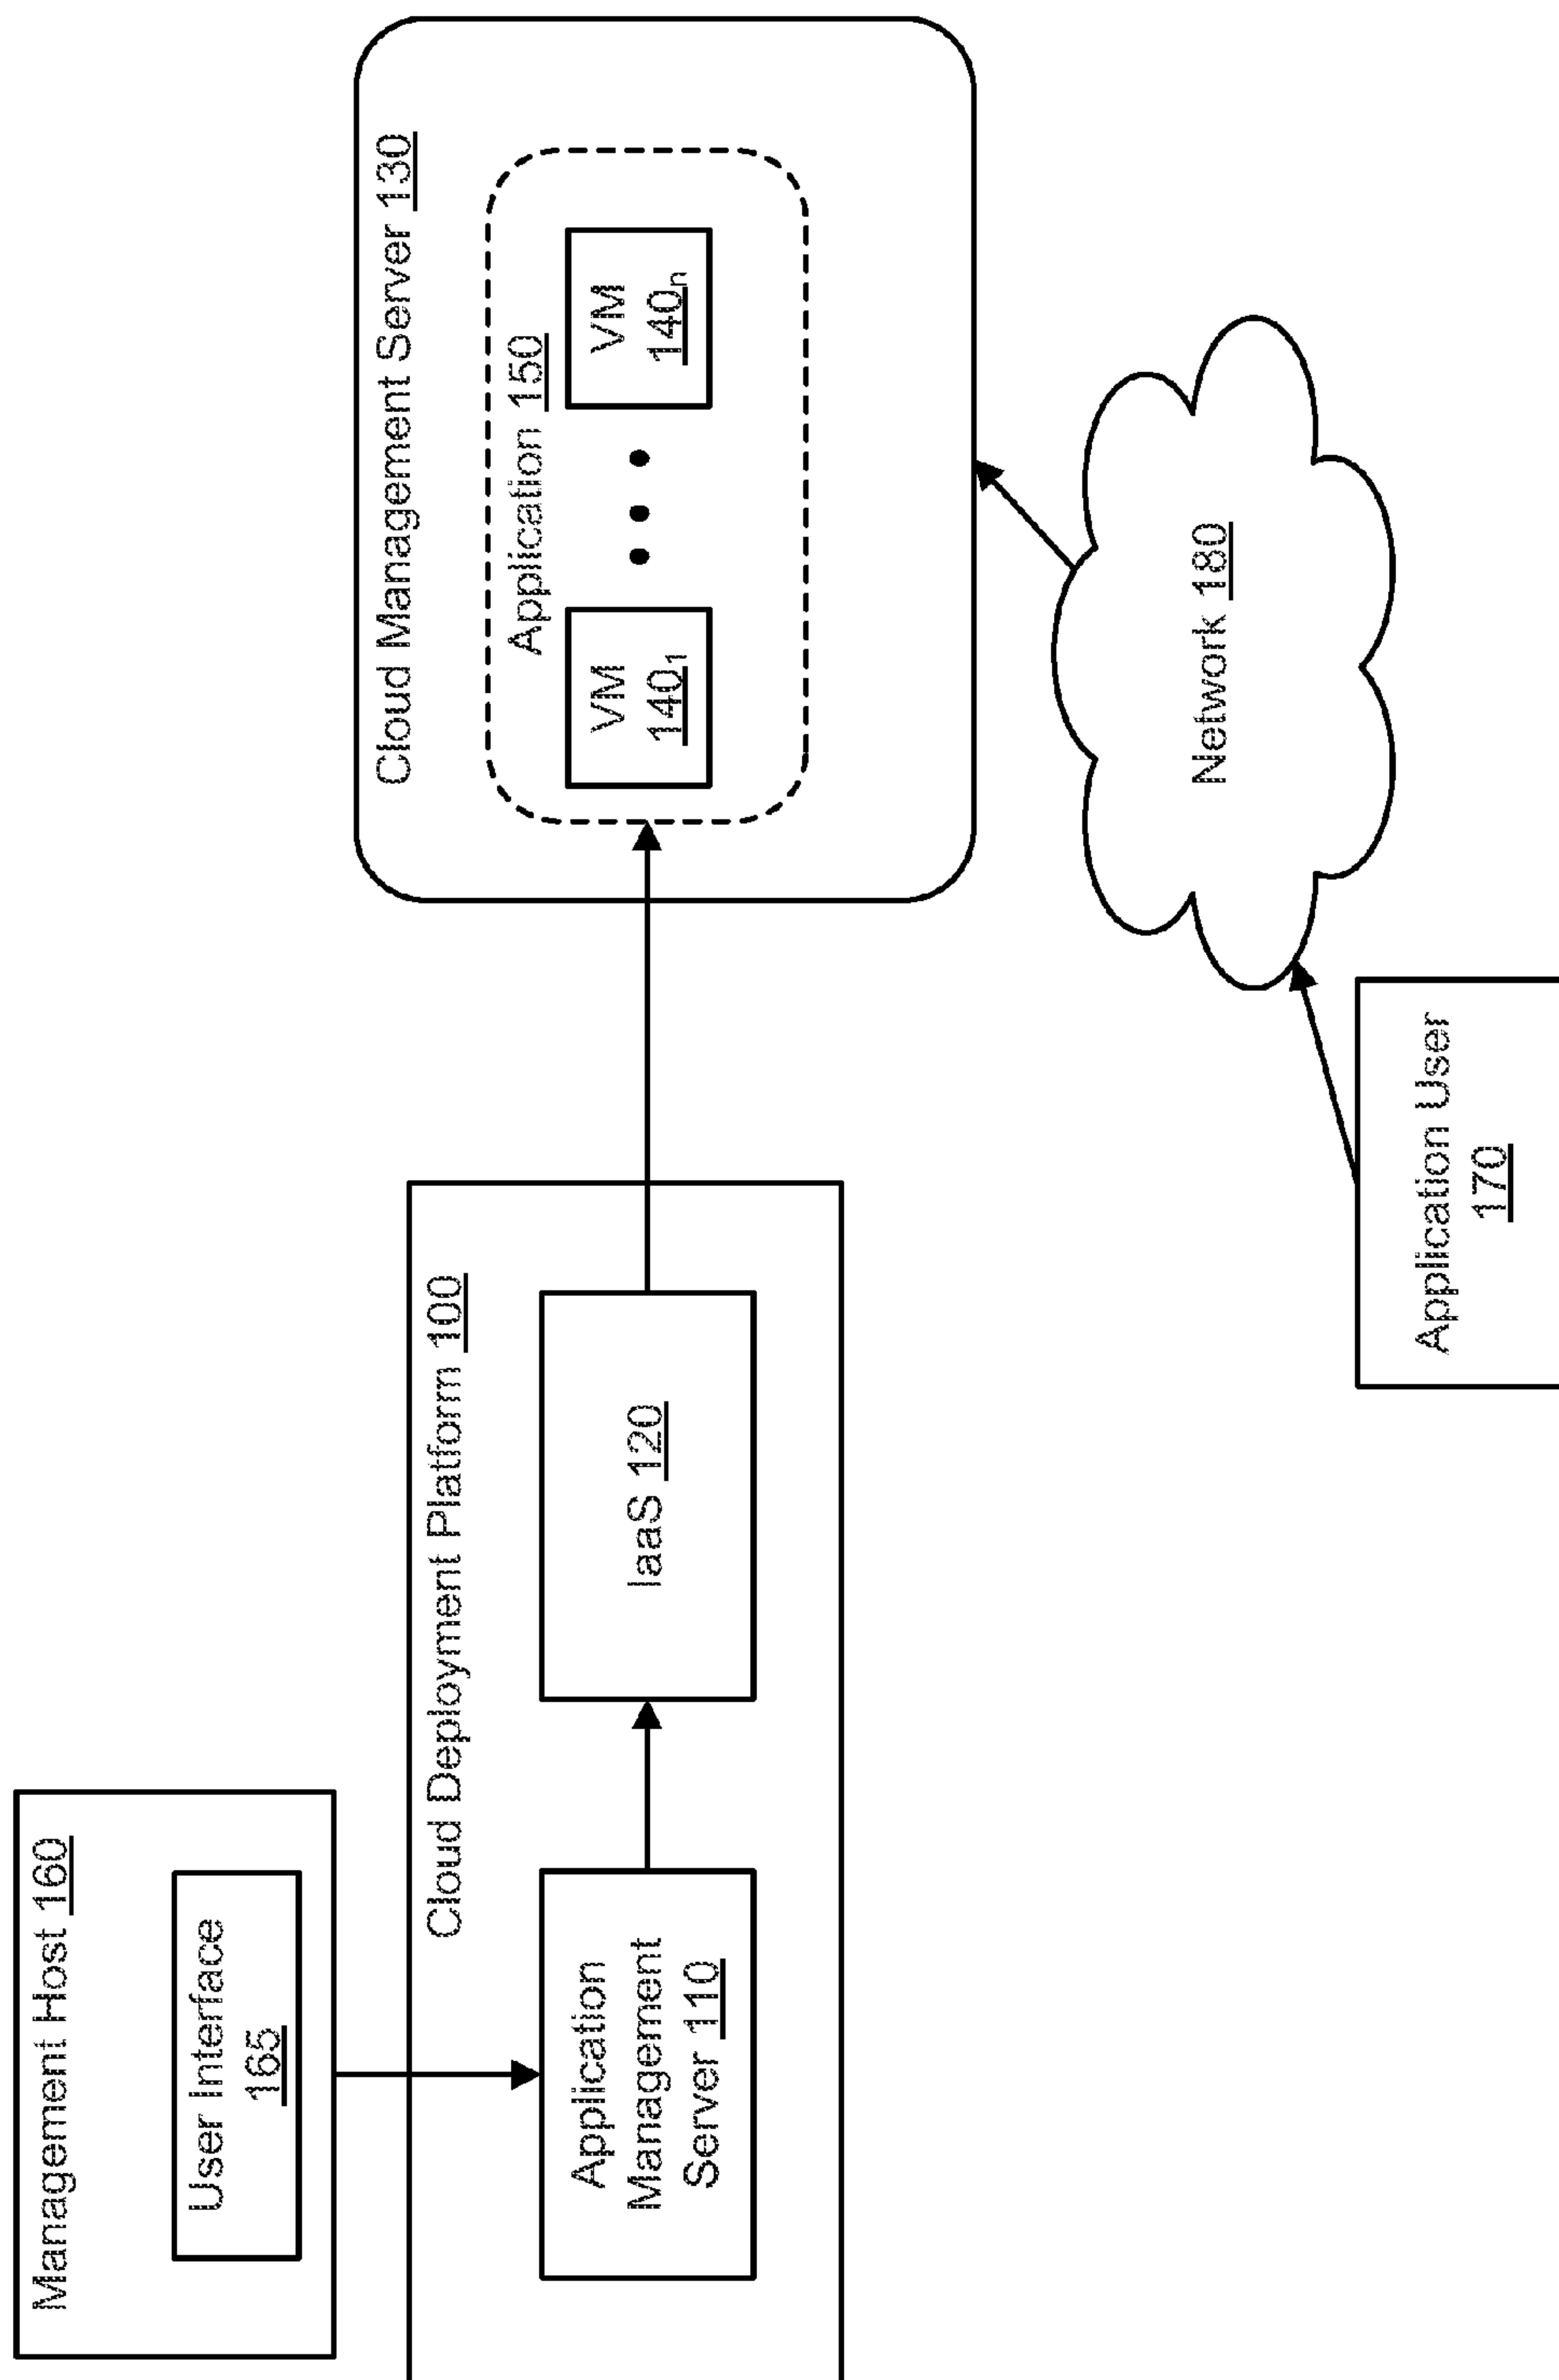 Management Host 160
User Interface
165
Cloud Deployment Platform 100
Application
Management
Server 110
IaaS 120
Cloud Management Server 130
Application 150
VM
140₁
VM
140ₙ
Network 180
Application User
170